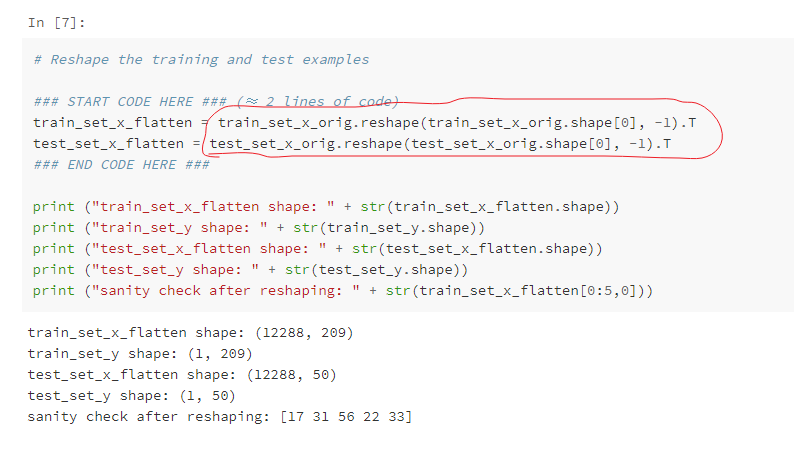 In [7]:
# Reshape the training and test examples
### START CODE HERE ### (≈ 2 lines of code)
train_set_x_flatten = train_set_x_orig.reshape(train_set_x_orig.shape[0], -1).T
test_set_x_flatten = test_set_x_orig.reshape(test_set_x_orig.shape[0], -1).T
### END CODE HERE ###
print ("train_set_x_flatten shape: " + str(train_set_x_flatten.shape))
print ("train_set_y shape: " + str(train_set_y.shape))
print ("test_set_x_flatten shape: " + str(test_set_x_flatten.shape))
print ("test_set_y shape: " + str(test_set_y.shape))
print ("sanity check after reshaping: " + str(train_set_x_flatten[0:5,0]))
train_set_x_flatten shape: (12288, 209)
train_set_y shape: (1, 209)
test_set_x_flatten shape: (12288, 50)
test_set_y shape: (1, 50)
sanity check after reshaping: [17 31 56 22 33]